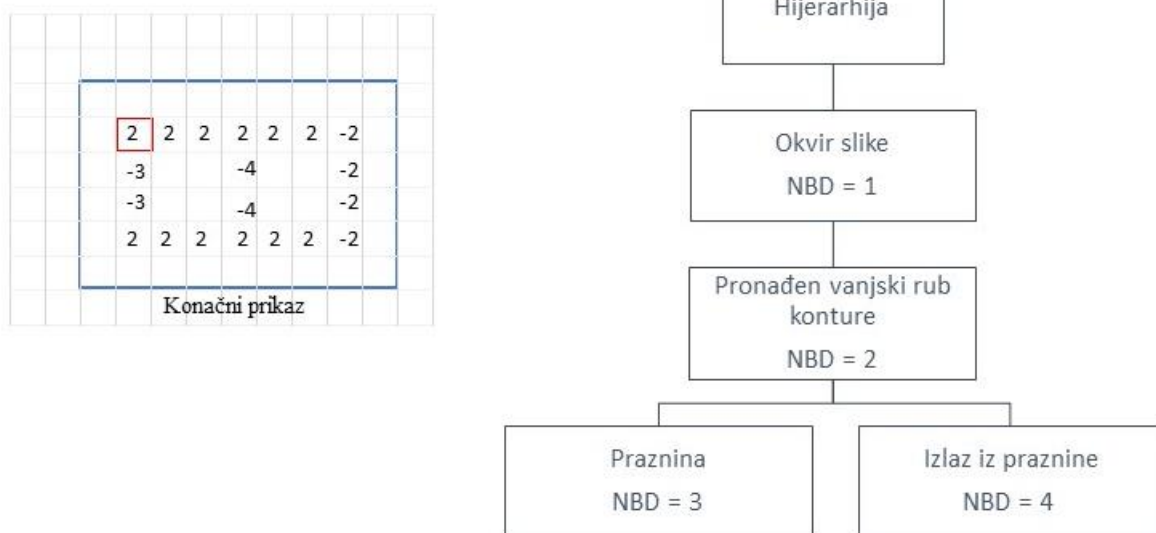 2 2 2 2 2 2 -2
-3 -4 -2
-3 -4 -2
2 2 2 2 2 2 -2
Konačni prikaz
Hijerarhija
Okvir slike
NBD = 1
Pronađen vanjski rub
konture
NBD = 2
Praznina
NBD = 3
Izlaz iz praznine
NBD = 4